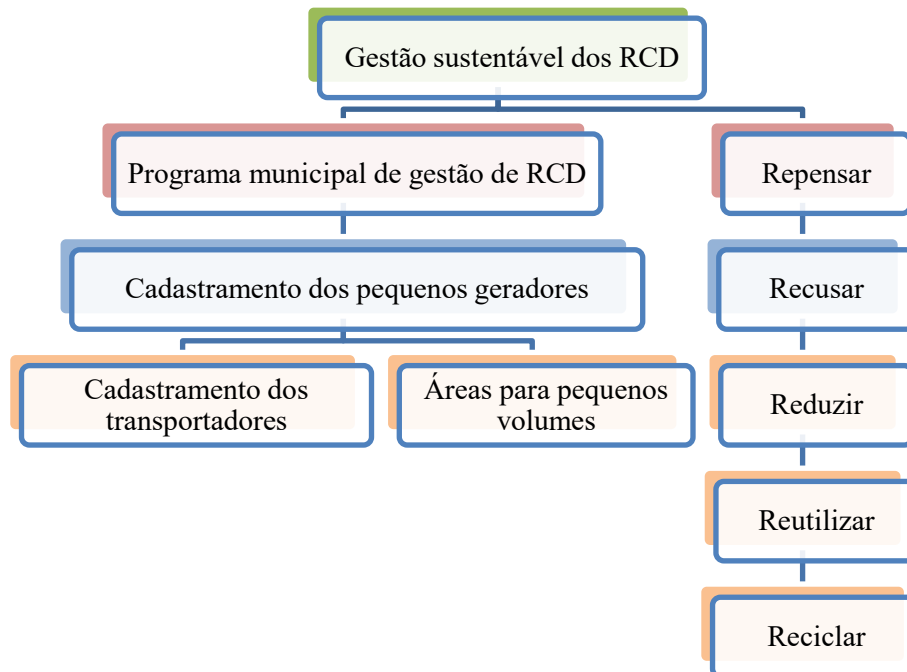 Gestão sustentável dos RCD
Programa municipal de gestão de RCD
Repensar
Cadastramento dos pequenos geradores
Recusar
Cadastramento dos
transportadores
Áreas para pequenos
volumes
Reduzir
Reutilizar
Reciclar